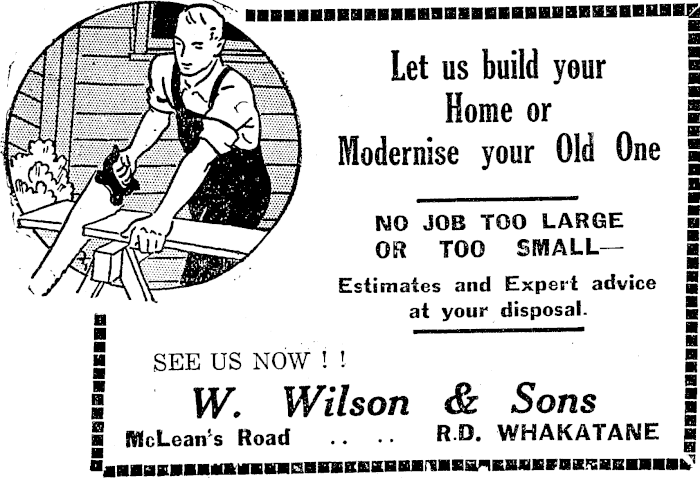 Let us build your
Home or
Modernise your Old One
NO JOB TOO LARGE
OR TOO SMALL—
Estimates and Expert advice
at your disposal.
SEE US NOW ! !
W. Wilson & Sons
McLean's Road .. .. R.D. WHAKATANE